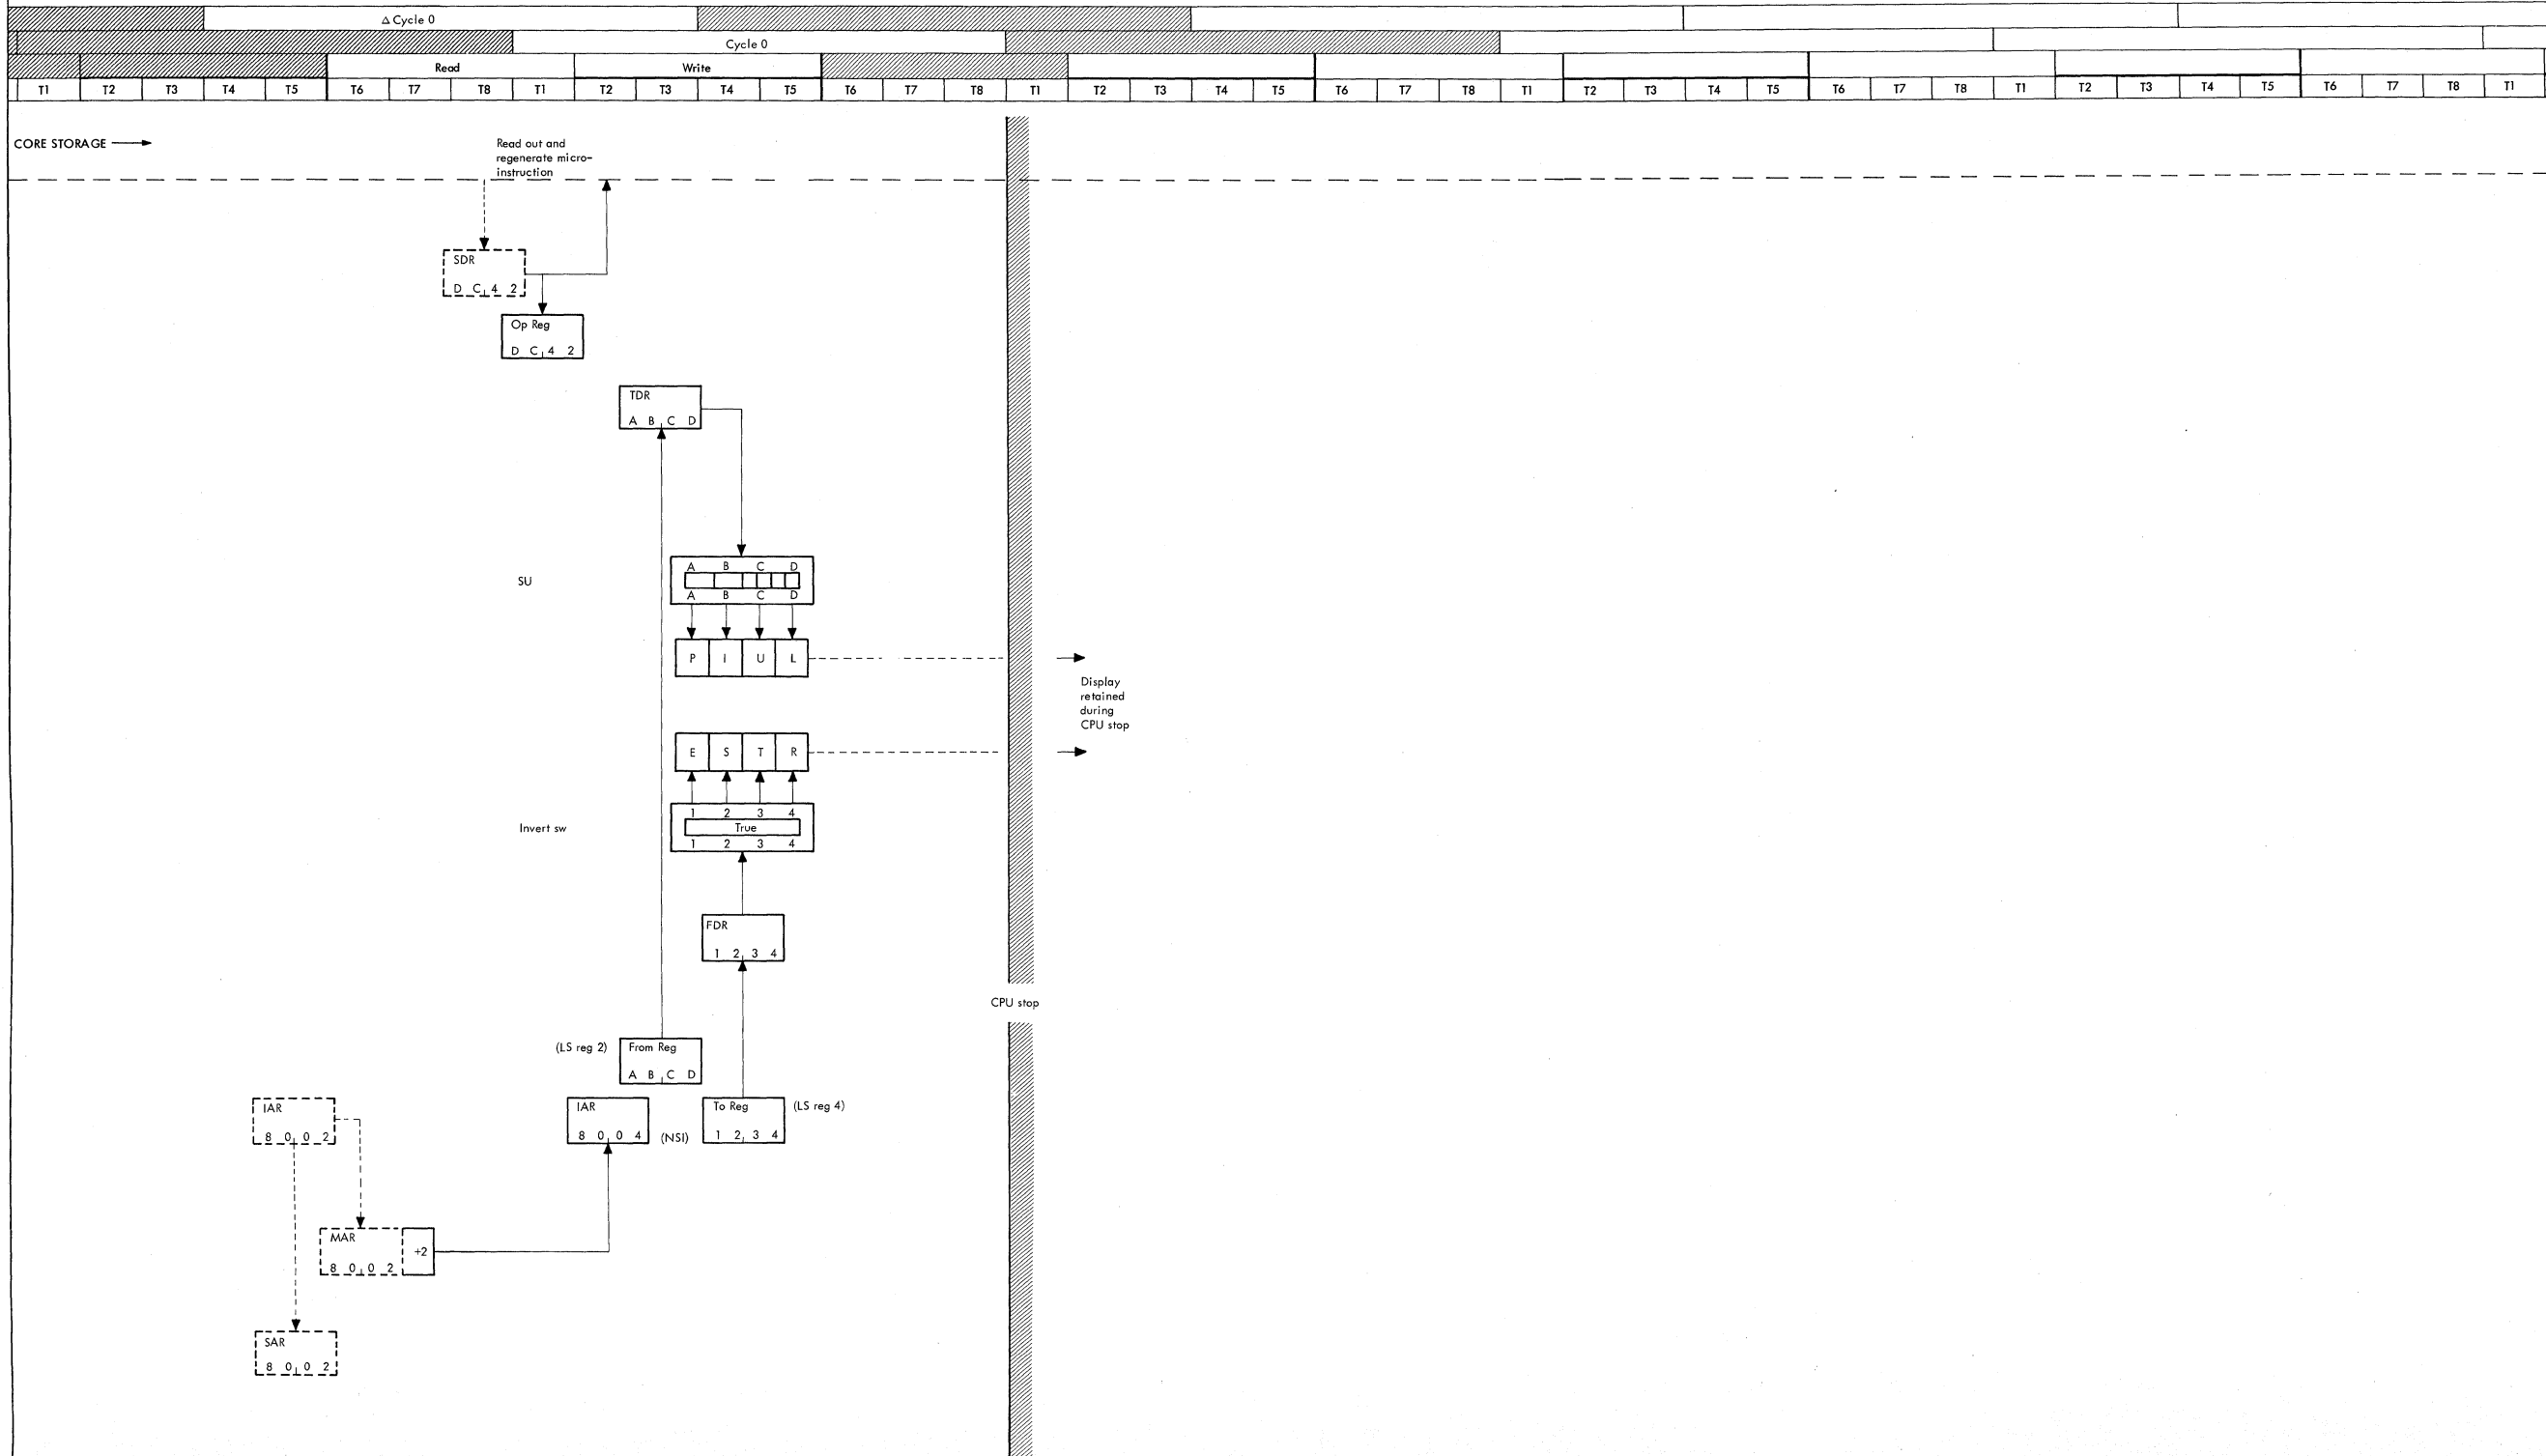 Δ Cycle 0
Cycle 0
Read Write
T1 T2 T3 T4 T5 T6 T7 T8 T1 T2 T3 T4 T5 T6 T7 T8 T1 T2 T3 T4 T5 T6 T7 T8 T1 T2 T3 T4 T5 T6 T7 T8 T1 T2 T3 T4 T5 T6 T7 T8 T1
CORE STORAGE
Read out and
regenerate micro-
instruction
SDR
D C 4 2
Op Reg
D C 4 2
TDR
A B C D
SU
A B C D
A B C D
P I U L
Display
retained
during
CPU stop
E S T R
1 2 3 4
Invert sw
True
1 2 3 4
FDR
1 2 3 4
CPU stop
(LS reg 2)
From Reg
A B C D
IAR
8 0 0 2
IAR
8 0 0 4
(NSI)
To Reg
1 2 3 4
(LS reg 4)
MAR
8 0 0 2
+2
SAR
8 0 0 2